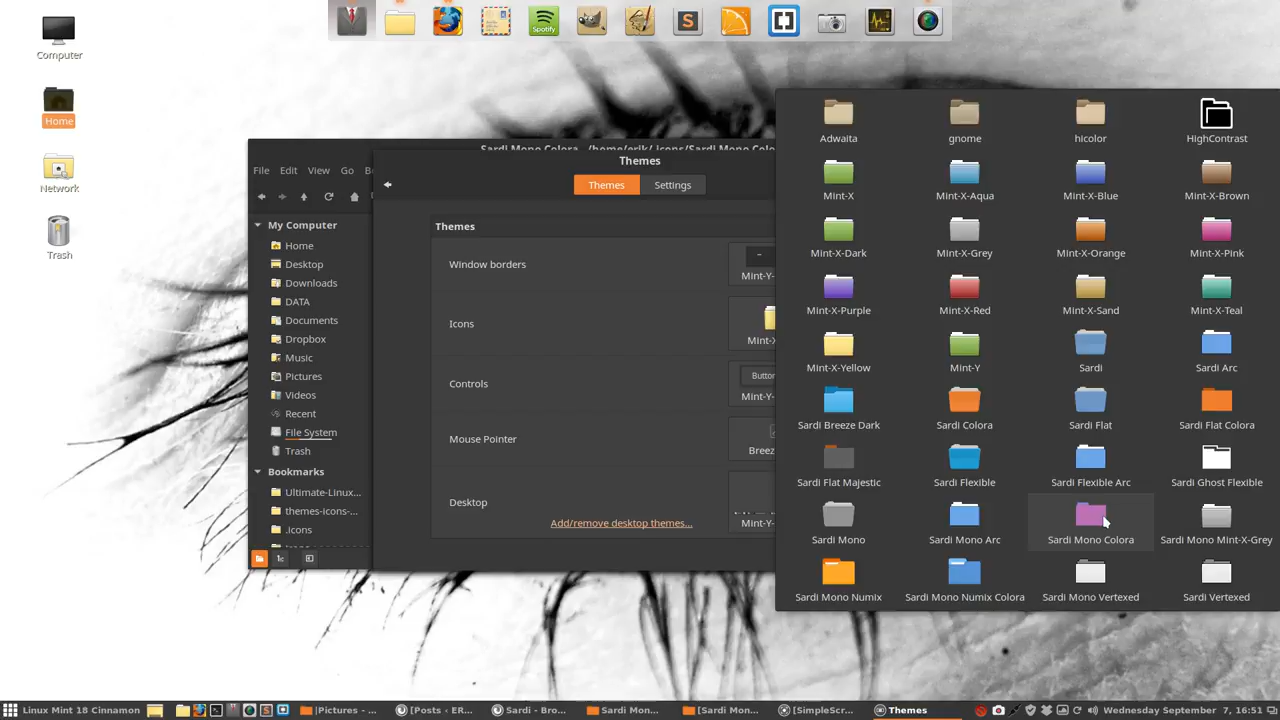 Computer
Home
Network
Trash
Spotify
S
Sardi Mono Colora - /home/erik/.icons/Sardi Mono Colo
File Edit View Go B
My Computer
Home
Desktop
Downloads
DATA
Documents
Dropbox
Music
Pictures
Videos
Recent
File System
Trash
Bookmarks
Ultimate-Linux...
themes-icons-...
.icons
Themes
Themes Settings
Themes
Window borders
Mint-Y-
Icons
Mint-X
Controls
Button
Mint-Y-
Mouse Pointer
Breez
Desktop
Mint-Y-
Add/remove desktop themes...
Adwaita gnome hicolor HighContrast
Mint-X Mint-X-Aqua Mint-X-Blue Mint-X-Brown
Mint-X-Dark Mint-X-Grey Mint-X-Orange Mint-X-Pink
Mint-X-Purple Mint-X-Red Mint-X-Sand Mint-X-Teal
Mint-X-Yellow Mint-Y Sardi Sardi Arc
Sardi Breeze Dark Sardi Colora Sardi Flat Sardi Flat Colora
Sardi Flat Majestic Sardi Flexible Sardi Flexible Arc Sardi Ghost Flexible
Sardi Mono Sardi Mono Arc Sardi Mono Colora Sardi Mono Mint-X-Grey
Sardi Mono Numix Sardi Mono Numix Colora Sardi Mono Vertexed Sardi Vertexed
Linux Mint 18 Cinnamon |Pictures - [Posts ‹ ER... [Sardi - Bro... Sardi Mon... [Sardi Mon... [SimpleScr... Themes Wednesday September 7, 16:51